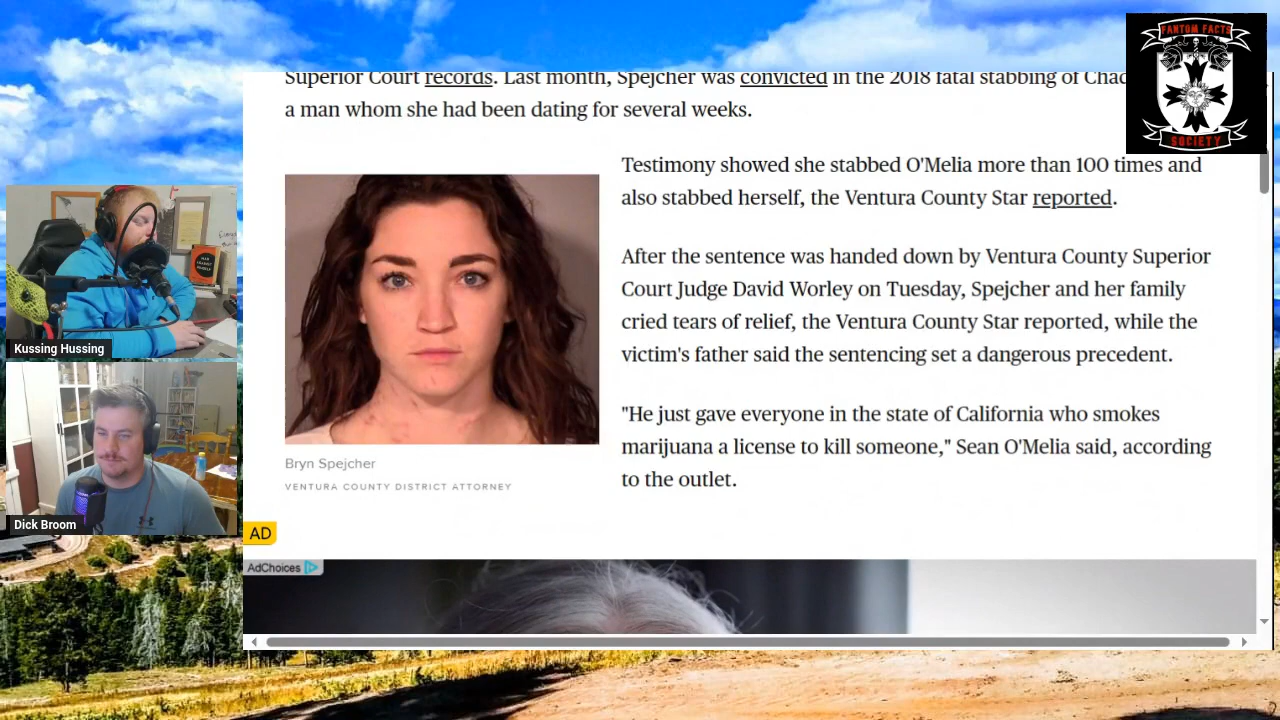 FANTOM FACTS
SOCIETY
Superior Court records. Last month, Spejcher was convicted in the 2018 fatal stabbing of Chad
a man whom she had been dating for several weeks.
Testimony showed she stabbed O'Melia more than 100 times and
also stabbed herself, the Ventura County Star reported.
After the sentence was handed down by Ventura County Superior
Court Judge David Worley on Tuesday, Spejcher and her family
cried tears of relief, the Ventura County Star reported, while the
victim's father said the sentencing set a dangerous precedent.
"He just gave everyone in the state of California who smokes
marijuana a license to kill someone," Sean O'Melia said, according
to the outlet.
Bryn Spejcher
VENTURA COUNTY DISTRICT ATTORNEY
AD
AdChoices
Kussing Hussing
Dick Broom
2